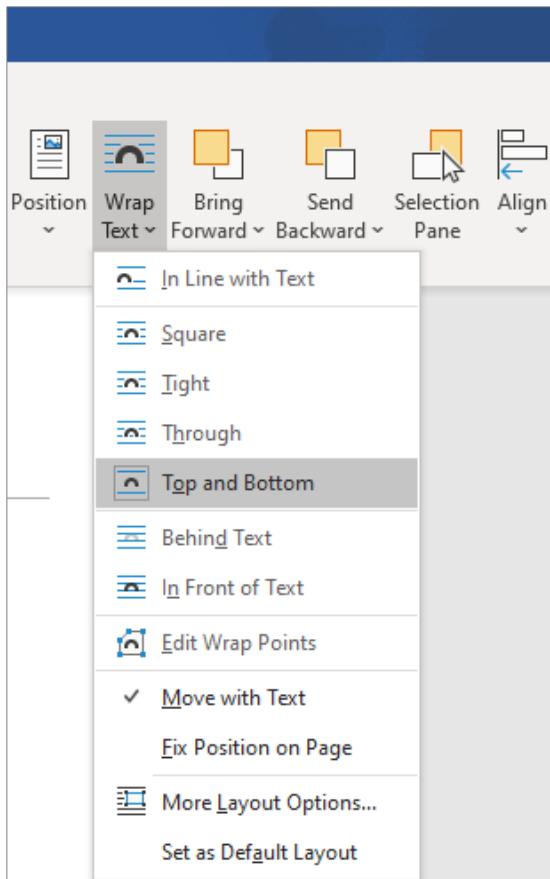 Position Wrap Text Bring Forward Send Backward Selection Pane Align
In Line with Text
Square
Tight
Through
Top and Bottom
Behind Text
In Front of Text
Edit Wrap Points
Move with Text
Fix Position on Page
More Layout Options...
Set as Default Layout